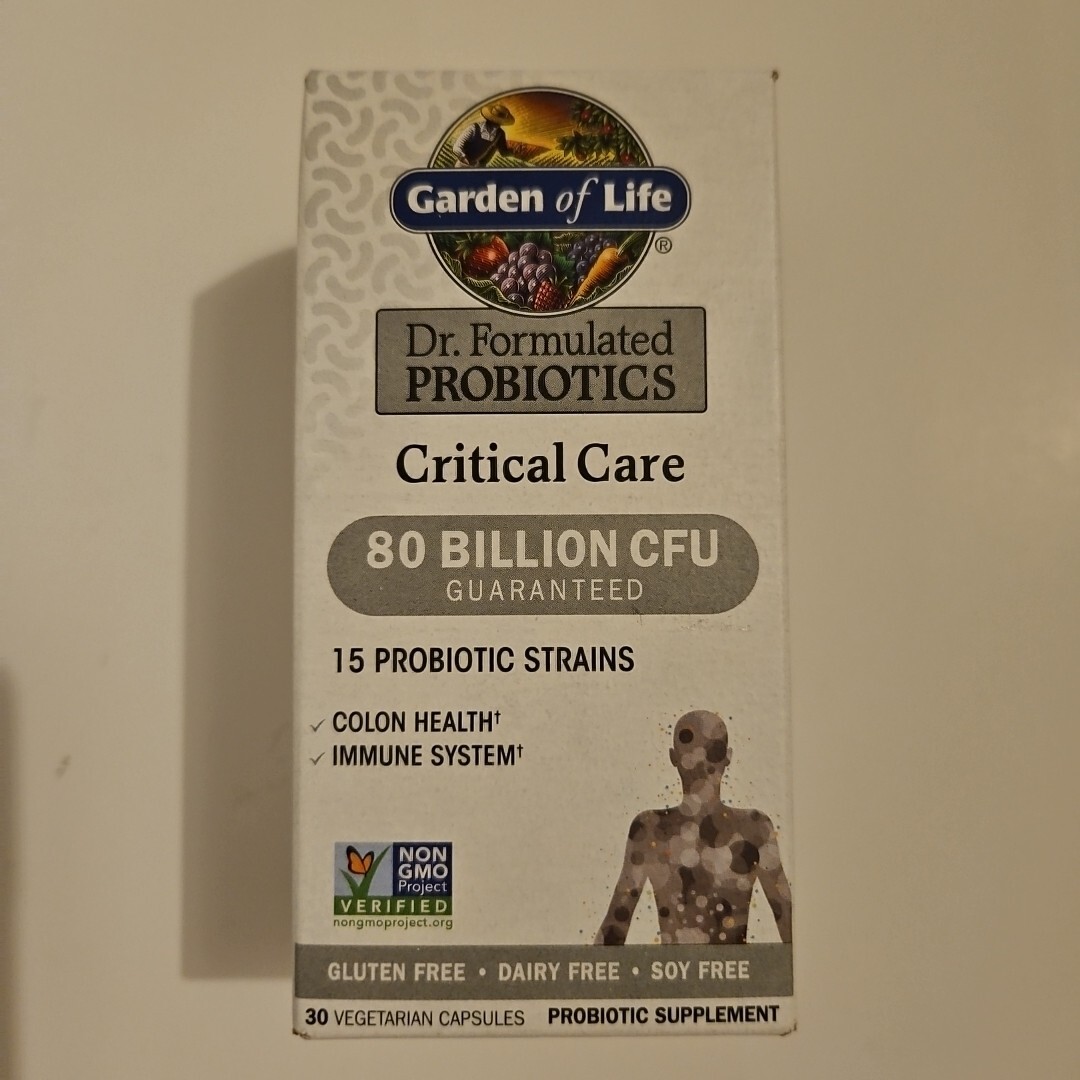 Garden of Life
®
Dr. Formulated
PROBIOTICS
Critical Care
80 BILLION CFU
GUARANTEED
15 PROBIOTIC STRAINS
✓ COLON HEALTH†
✓ IMMUNE SYSTEM†
NON
GMO
Project
VERIFIED
nongmoproject.org
GLUTEN FREE • DAIRY FREE • SOY FREE
30 VEGETARIAN CAPSULES PROBIOTIC SUPPLEMENT